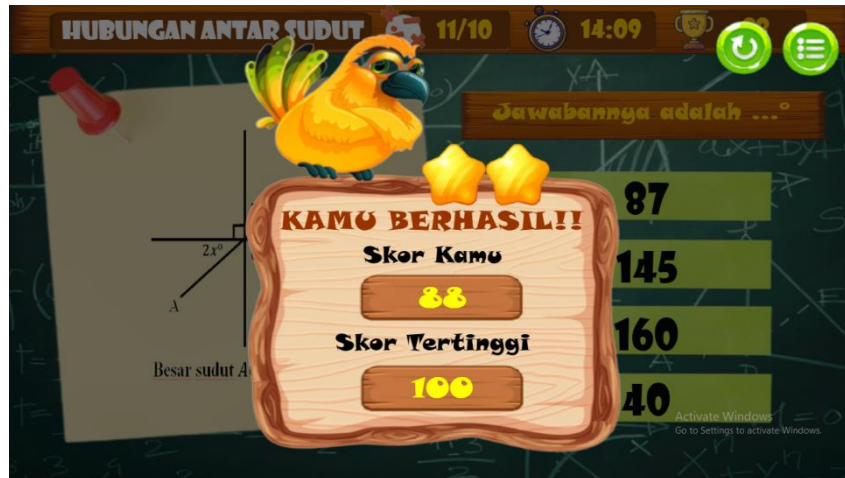 HUBUNGAN ANTAR SUDUT
11/10
14:09
Jawabannya adalah ...°
KAMU BERHASIL!!
Skor Kamu
88
Skor Tertinggi
100
2x°
A
Besar sudut A
87
145
160
40
Activate Windows
Go to Settings to activate Windows.